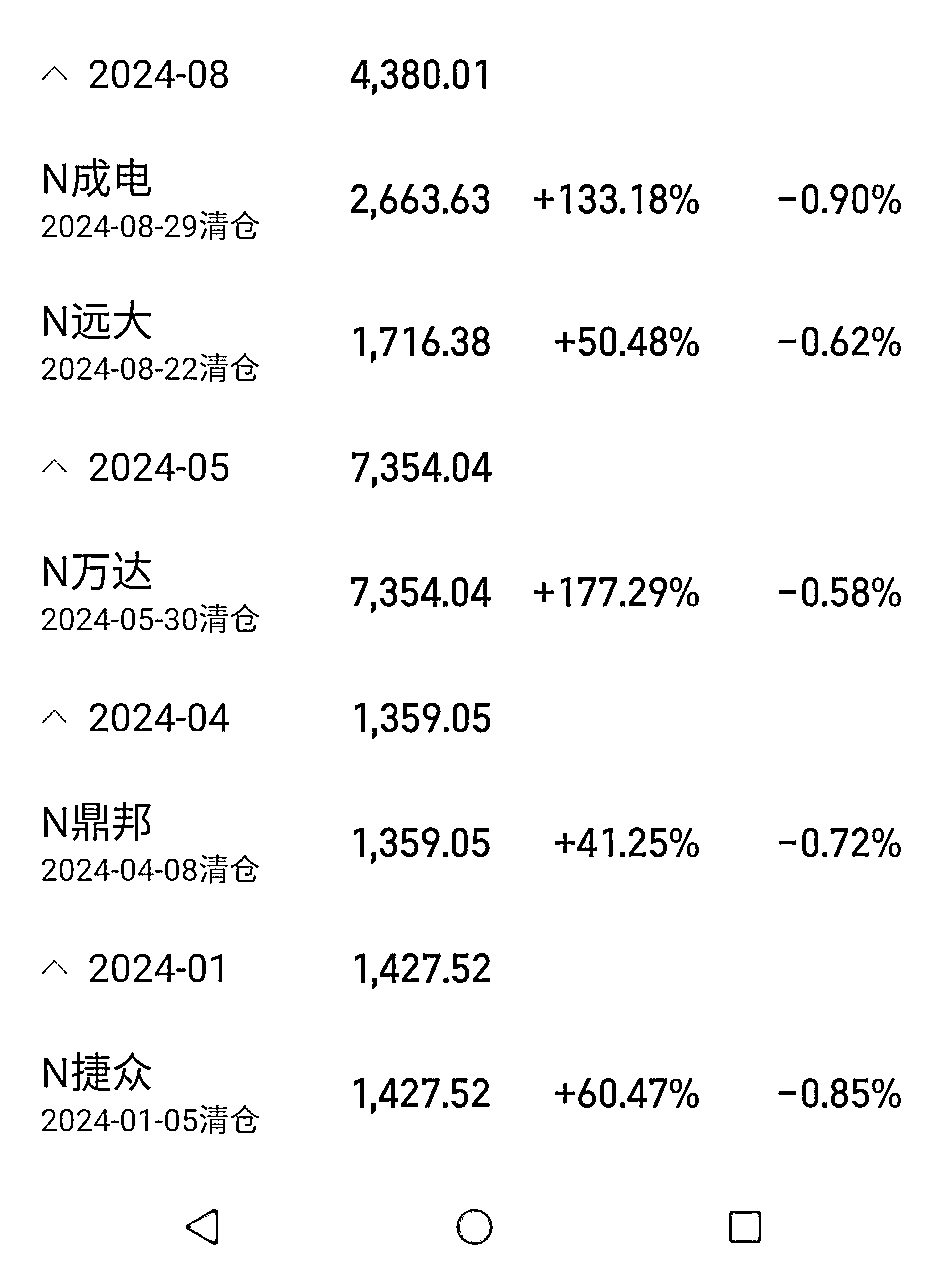 2024-08 4,380.01
N成电 2,663.63 +133.18% -0.90%
2024-08-29清仓
N远大 1,716.38 +50.48% -0.62%
2024-08-22清仓
2024-05 7,354.04
N万达 7,354.04 +177.29% -0.58%
2024-05-30清仓
2024-04 1,359.05
N鼎邦 1,359.05 +41.25% -0.72%
2024-04-08清仓
2024-01 1,427.52
N捷众 1,427.52 +60.47% -0.85%
2024-01-05清仓